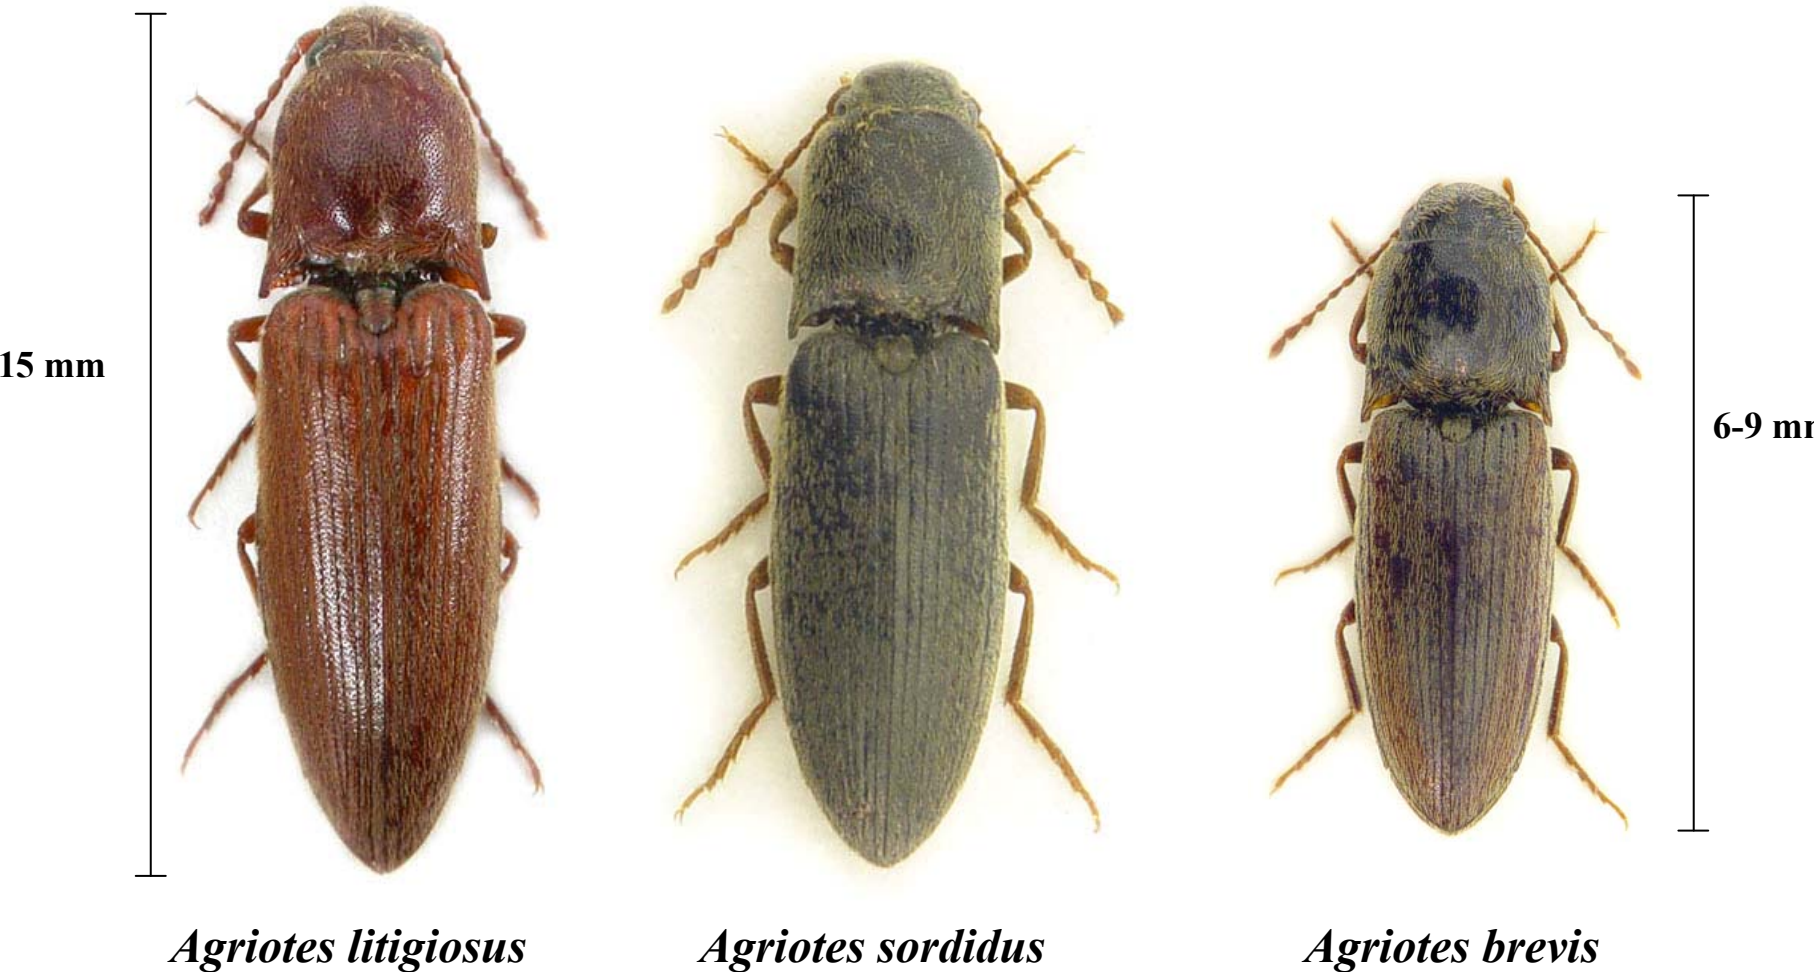 15 mm
6-9 m
Agriotes litigiosus
Agriotes sordidus
Agriotes brevis